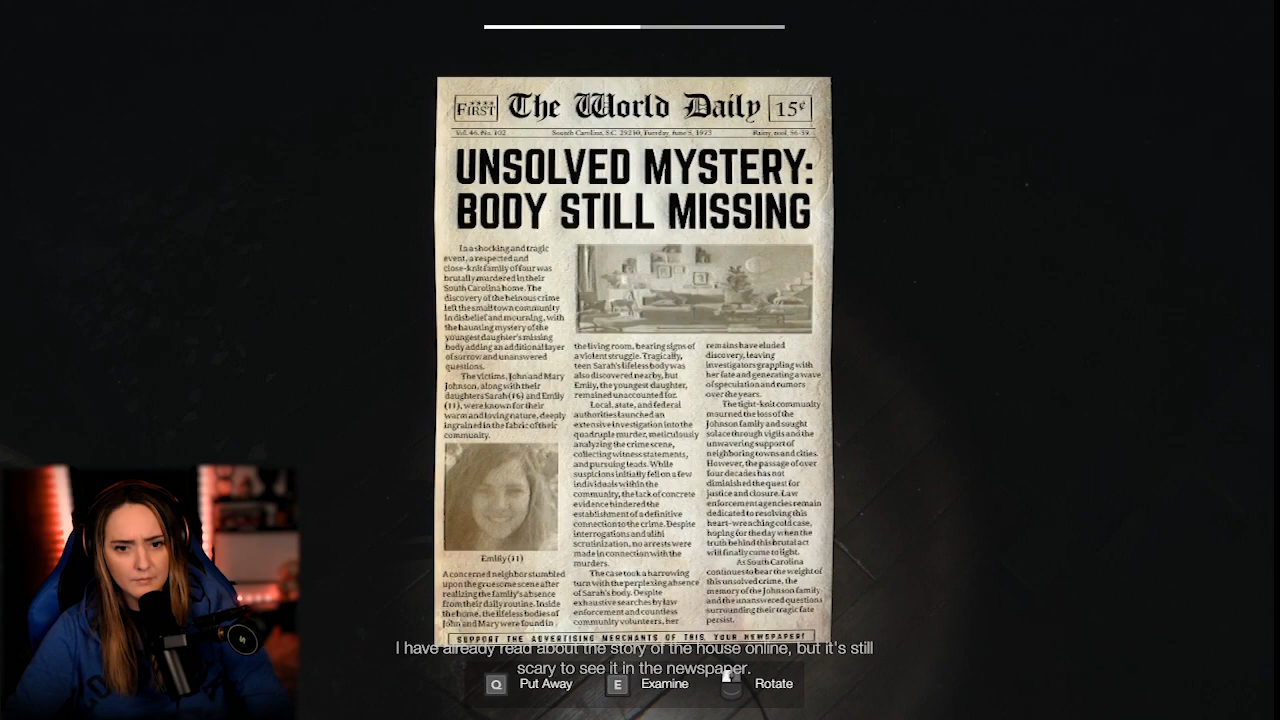 FIRST The World Daily 15¢
Vol. 46. No. 102 South Carolina, S.C. 29210, Tuesday, June 5, 1973 Rainy, cool, 56-39
UNSOLVED MYSTERY:
BODY STILL MISSING
In a shocking and tragic
event, a respected and
close-knit family of four was
brutally murdered in their
South Carolina home. The
discovery of the heinous crime
left the small town community
in disbelief and mourning, with
the haunting mystery of the
youngest daughter's missing
body adding an additional layer
of sorrow and unanswered
questions.
The victims, John and Mary
Johnson, along with their
daughters Sarah (16) and Emily
(11), were known for their
warm and loving nature, deeply
ingrained in the fabric of their
community.
Emily (11)
A concerned neighbor stumbled
upon the gruesome scene after
realizing the family's absence
from their daily routine. Inside
the home, the lifeless bodies of
John and Mary were found in
the living room, bearing signs of
a violent struggle. Tragically,
teen Sarah's lifeless body was
also discovered nearby, but
Emily, the youngest daughter,
remained unaccounted for.
Local, state, and federal
authorities launched an
extensive investigation into the
quadruple murder, meticulously
analyzing the crime scene,
collecting witness statements,
and pursuing leads. While
suspicions initially fell on a few
individuals within the
community, the lack of concrete
evidence hindered the
establishment of a definitive
connection to the crime. Despite
interrogations and alibi
scrutinization, no arrests were
made in connection with the
murders.
The case took a harrowing
turn with the perplexing absence
of Sarah's body. Despite
exhaustive searches by law
enforcement and countless
community volunteers, her
remains have eluded
discovery, leaving
investigators grappling with
her fate and generating a wave
of speculation and rumors
over the years.
The tight-knit community
mourned the loss of the
Johnson family and sought
solace through vigils and the
unwavering support of
neighboring towns and cities.
However, the passage of over
four decades has not
diminished the quest for
justice and closure. Law
enforcement agencies remain
dedicated to resolving this
heart-wrenching cold case,
hoping for the day when the
truth behind this brutal act
will finally come to light.
As South Carolina
continues to bear the weight of
this unsolved crime, the
memory of the Johnson family
and the unanswered questions
surrounding their tragic fate
persist.
SUPPORT THE ADVERTISING MERCHANTS OF THIS, YOUR NEWSPAPER!
I have already read about the story of the house online, but it's still
scary to see it in the newspaper.
Q Put Away E Examine Rotate